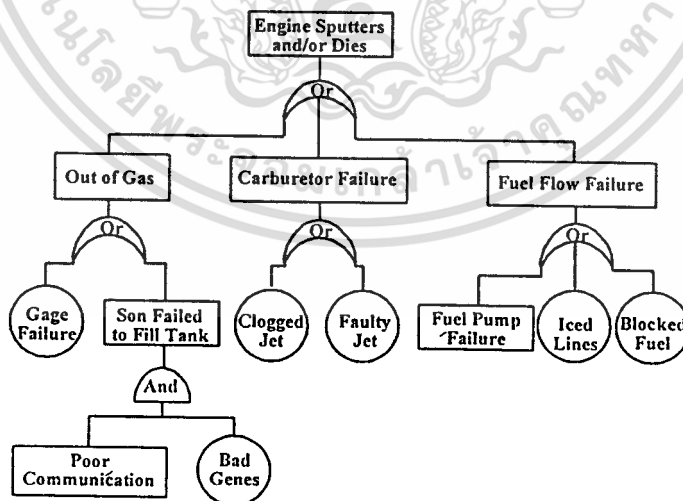 Engine Sputters
and/or Dies
Or
Out of Gas
Carburetor Failure
Fuel Flow Failure
Or
Or
Or
Gage
Failure
Son Failed
to Fill Tank
Clogged
Jet
Faulty
Jet
Fuel Pump
Failure
Iced
Lines
Blocked
Fuel
And
Poor
Communication
Bad
Genes